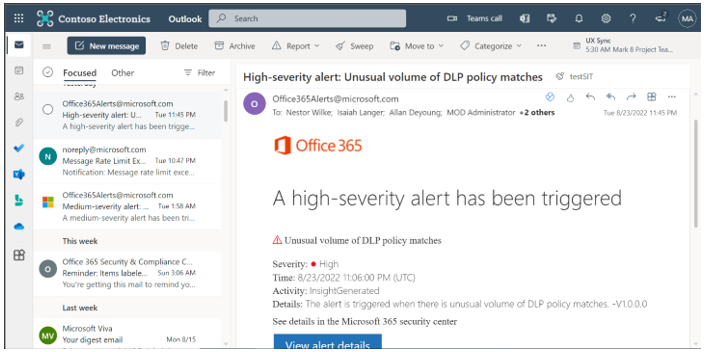 Contoso Electronics
Outlook
Search
Teams call
MA
New message
Delete
Archive
Report
Sweep
Move to
Categorize
UX Sync
5:30 AM Mark 8 Project Tea...
Focused
Other
Filter
Yesterday
Office365Alerts@microsoft.com
High-severity alert: U... Tue 11:45 PM
A high-severity alert has been trigge...
N
noreply@microsoft.com
Message Rate Limit Ex... Tue 10:47 PM
Notification: Message rate limit exce...
Office365Alerts@microsoft.com
Medium-severity alert: ... Tue 1:58 AM
A medium-severity alert has been tri...
This week
O
Office 365 Security & Compliance C...
Reminder: Items labele... Sun 3:06 AM
You're getting this mail to remind yo...
Last week
MV
Microsoft Viva
Your digest email Mon 8/15
High-severity alert: Unusual volume of DLP policy matches
testSIT
O
Office365Alerts@microsoft.com
To: Nestor Wilke; Isaiah Langer; Allan Deyoung; MOD Administrator +2 others
Tue 8/23/2022 11:45 PM
Office 365
A high-severity alert has been triggered
Unusual volume of DLP policy matches
Severity: High
Time: 8/23/2022 11:06:00 PM (UTC)
Activity: InsightGenerated
Details: The alert is triggered when there is unusual volume of DLP policy matches. -V1.0.0.0
See details in the Microsoft 365 security center
View alert details